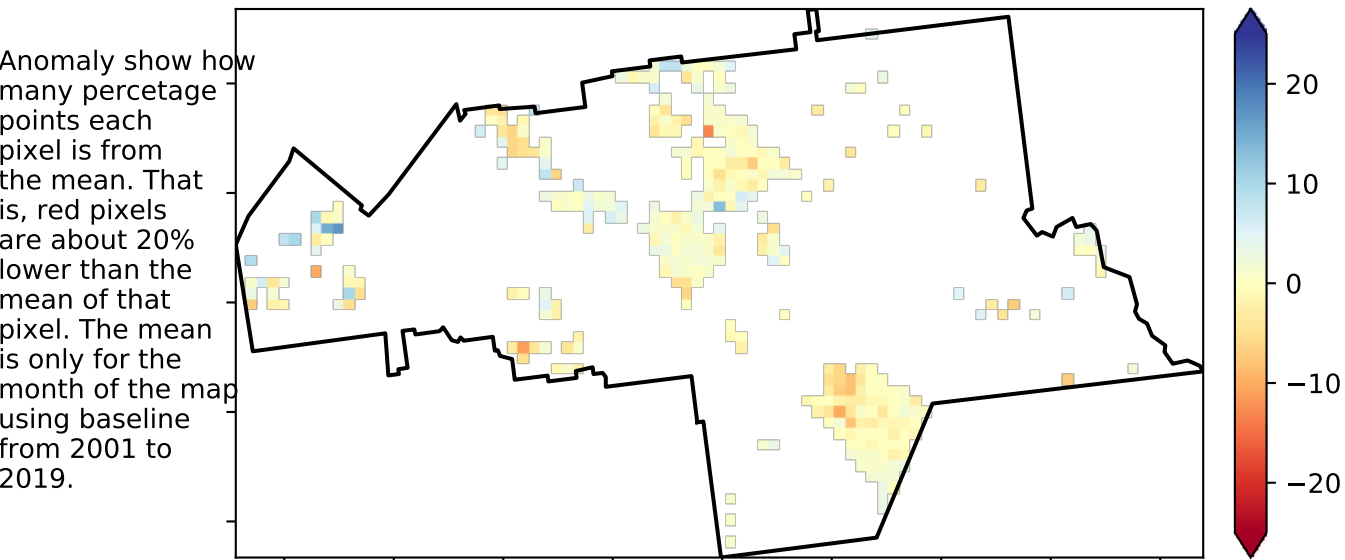 Anomaly show how
many percetage
points each
pixel is from
the mean. That
is, red pixels
are about 20%
lower than the
mean of that
pixel. The mean
is only for the
month of the map
using baseline
from 2001 to
2019.
20
10
0
−10
−20